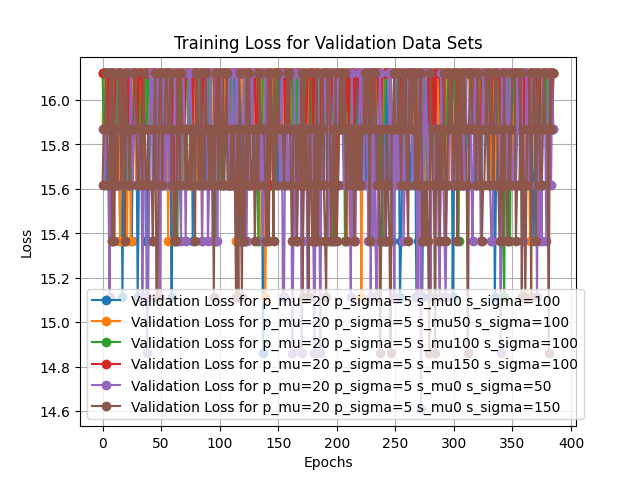 Training Loss for Validation Data Sets
Loss
16.0
15.8
15.6
15.4
15.2
15.0
14.8
14.6
Validation Loss for p_mu=20 p_sigma=5 s_mu0 s_sigma=100
Validation Loss for p_mu=20 p_sigma=5 s_mu50 s_sigma=100
Validation Loss for p_mu=20 p_sigma=5 s_mu100 s_sigma=100
Validation Loss for p_mu=20 p_sigma=5 s_mu150 s_sigma=100
Validation Loss for p_mu=20 p_sigma=5 s_mu0 s_sigma=50
Validation Loss for p_mu=20 p_sigma=5 s_mu0 s_sigma=150
0 50 100 150 200 250 300 350 400
Epochs